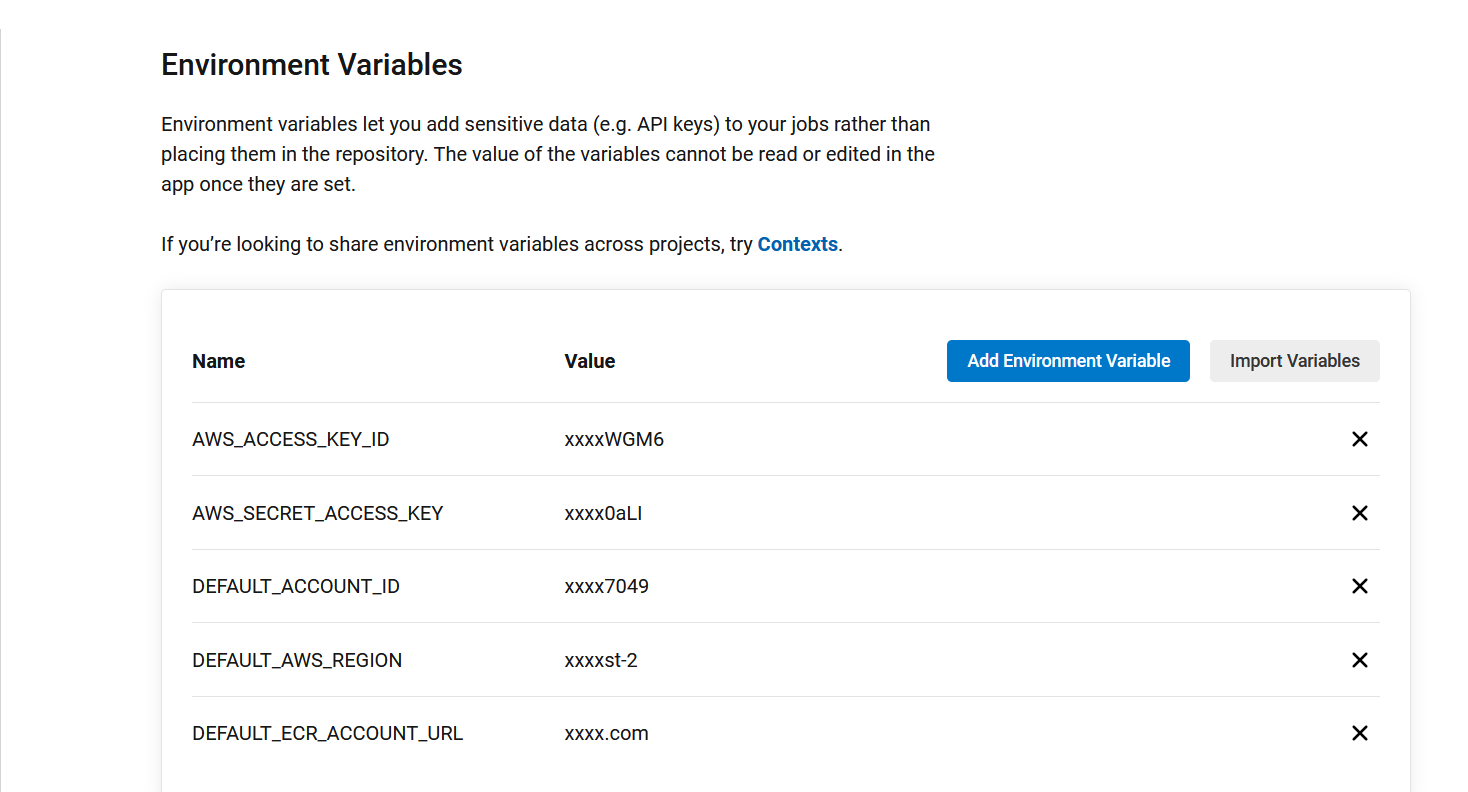 Environment Variables
Environment variables let you add sensitive data (e.g. API keys) to your jobs rather than
placing them in the repository. The value of the variables cannot be read or edited in the
app once they are set.
If you’re looking to share environment variables across projects, try Contexts.
Name Value Add Environment Variable Import Variables
AWS_ACCESS_KEY_ID xxxxWGM6
AWS_SECRET_ACCESS_KEY xxxx0aLI
DEFAULT_ACCOUNT_ID xxxx7049
DEFAULT_AWS_REGION xxxxst-2
DEFAULT_ECR_ACCOUNT_URL xxxx.com